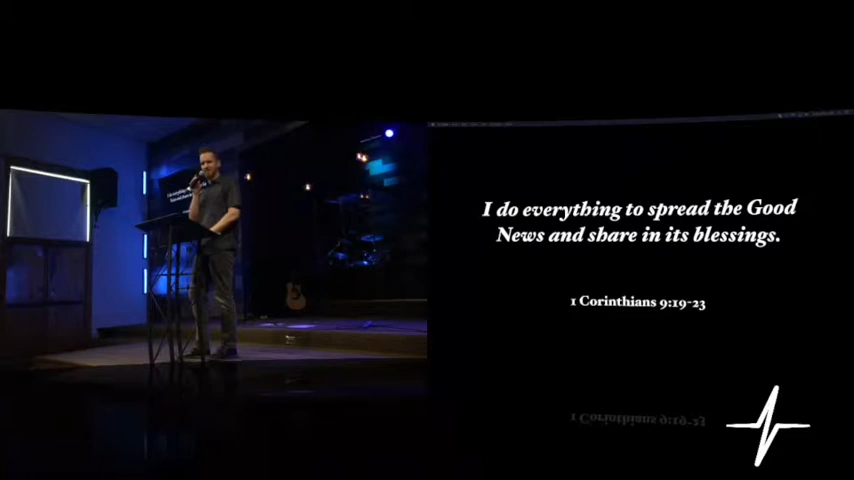 I do everything to spread the Good
News and share in its blessings.
1 Corinthians 9:19-23